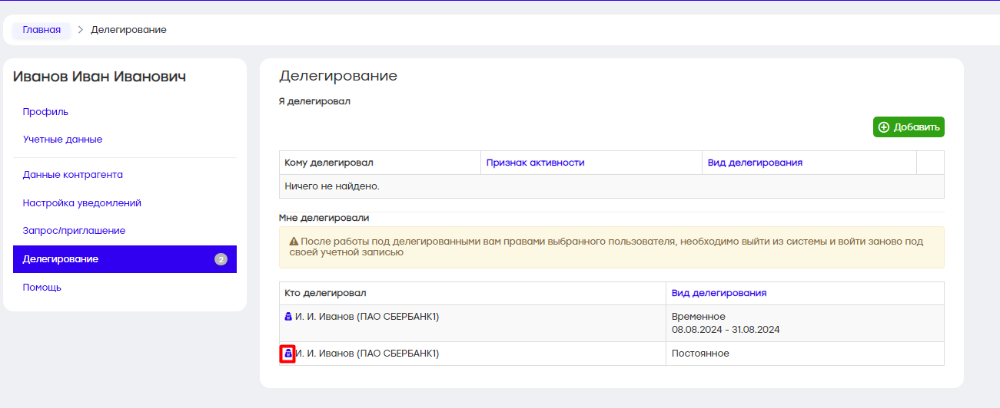 Главная > Делегирование
Иванов Иван Иванович
Профиль
Учетные данные
Данные контрагента
Настройка уведомлений
Запрос/приглашение
Делегирование 2
Помощь
Делегирование
Я делегировал
Добавить
Кому делегировал Признак активности Вид делегирования
Ничего не найдено.
Мне делегировали
После работы под делегированными вам правами выбранного пользователя, необходимо выйти из системы и войти заново под
своей учетной записью
Кто делегировал Вид делегирования
И. И. Иванов (ПАО СБЕРБАНК1) Временное
08.08.2024 - 31.08.2024
И. И. Иванов (ПАО СБЕРБАНК1) Постоянное